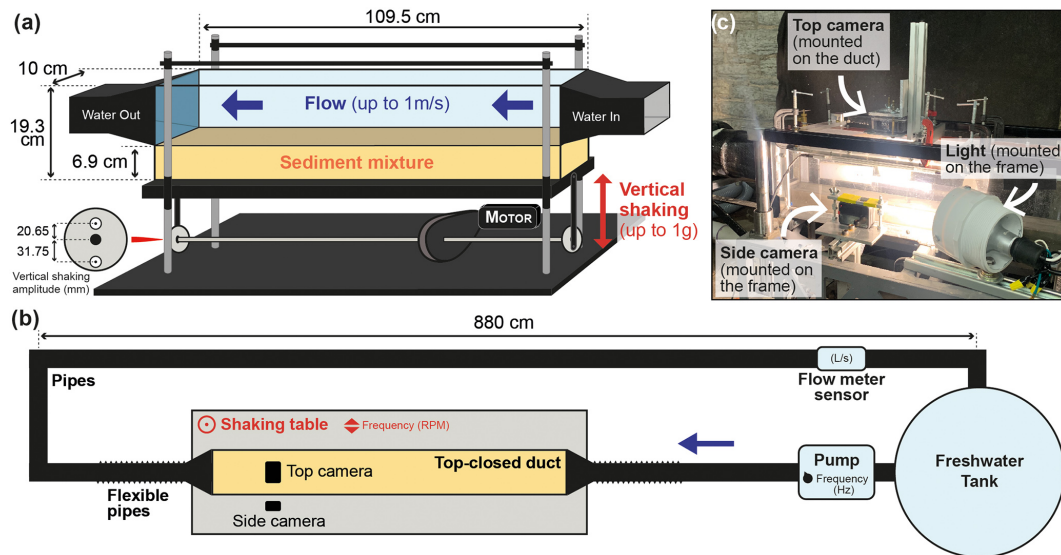 (a)
109.5 cm
10 cm
Water Out
Flow (up to 1m/s)
Water In
19.3
cm
6.9 cm
Sediment mixture
Vertical
shaking
(up to 1g)
MOTOR
20.65
31.75
Vertical shaking
amplitude (mm)
(c)
Top camera
(mounted
on the duct)
Light (mounted
on the frame)
Side camera
(mounted on
the frame)
(b)
880 cm
Pipes
(L/s)
Flow meter
sensor
Shaking table
Frequency (RPM)
Top-closed duct
Top camera
Flexible
pipes
Side camera
Pump
Frequency
(Hz)
Freshwater
Tank